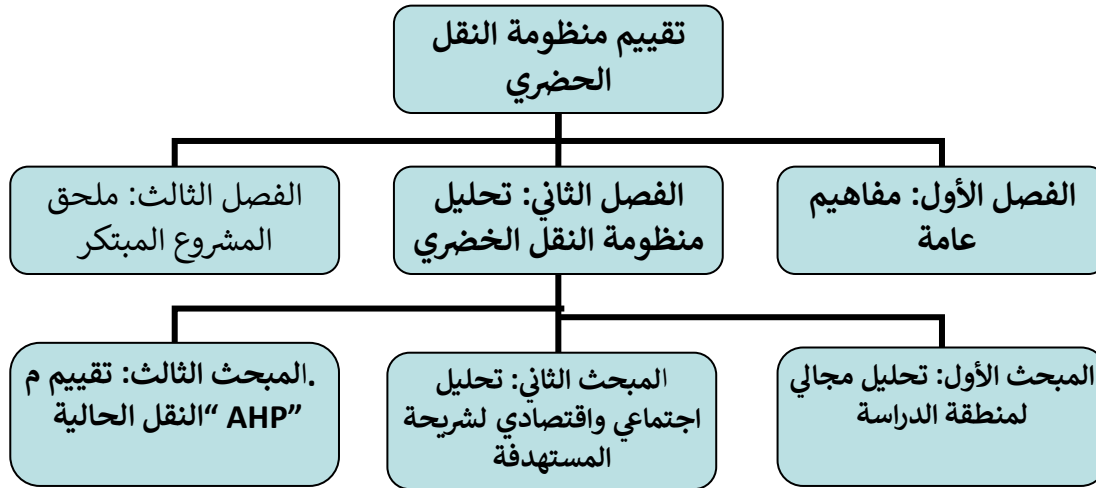 تقييم منظومة النقل
الحضري
الفصل الأول: مفاهيم
عامة
الفصل الثاني: تحليل
منظومة النقل الخضري
الفصل الثالث: ملحق
المشروع المبتكر
المبحث الأول: تحليل مجالي
لمنطقة الدراسة
المبحث الثاني: تحليل
اجتماعي واقتصادي لشريحة
المستهدفة
.المبحث الثالث: تقييم م
النقل الحالية “AHP”